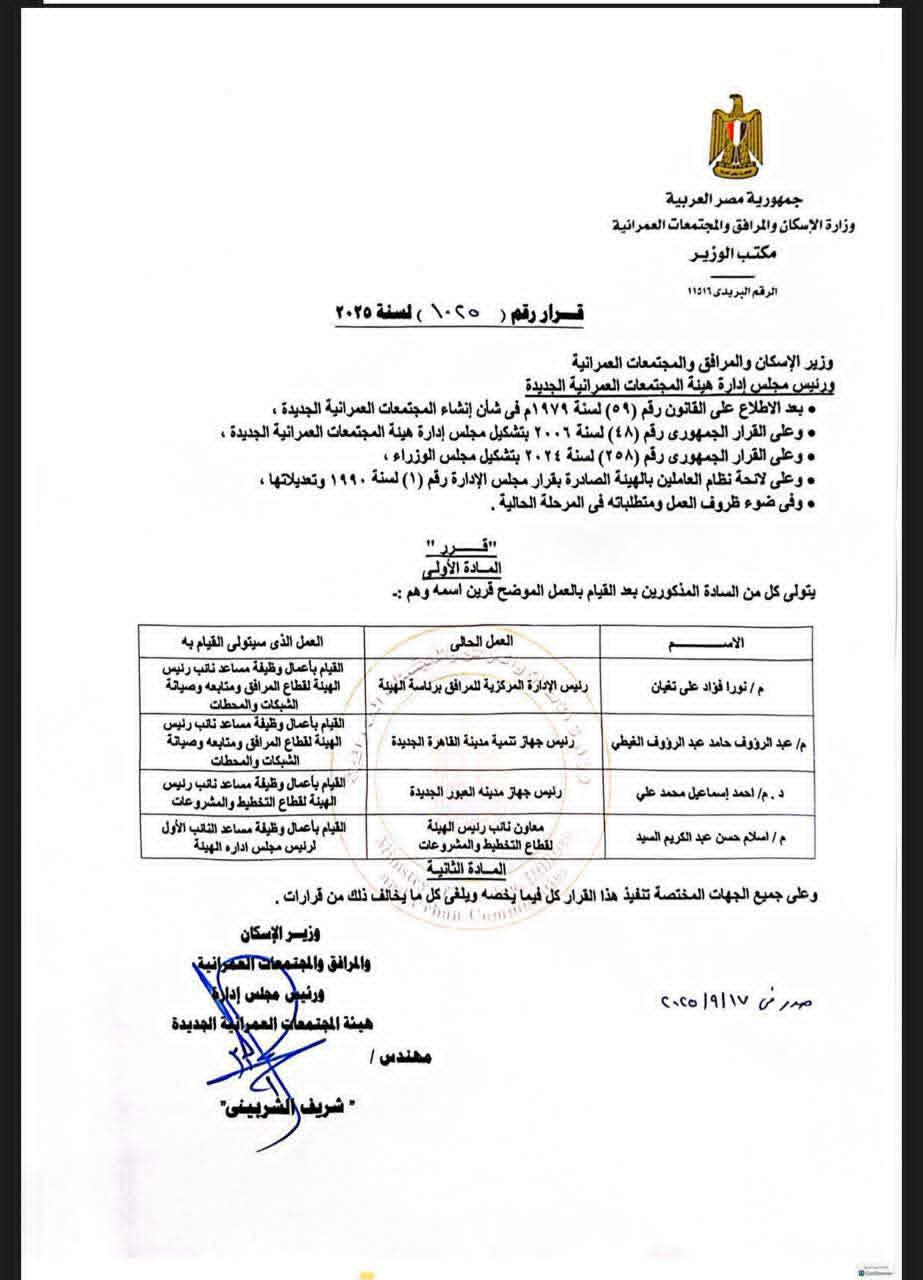 جمهورية مصر العربية
وزارة الإسكان والمرافق والمجتمعات العمرانية
مكتب الوزير
الرقم البريدى ١١٥١٦
قرار رقم ( ١٠٢٥ ) لسنة ٢٠٢٥
وزير الإسكان والمرافق والمجتمعات العمرانية
ورئيس مجلس إدارة هيئة المجتمعات العمرانية الجديدة
• بعد الاطلاع على القانون رقم (٥٩) لسنة ١٩٧٩م فى شأن إنشاء المجتمعات العمرانية الجديدة ،
• وعلى القرار الجمهورى رقم (٤٨) لسنة ٢٠٠٦ بتشكيل مجلس إدارة هيئة المجتمعات العمرانية الجديدة ،
• وعلى القرار الجمهورى رقم (٢٥٨) لسنة ٢٠٢٤ بتشكيل مجلس الوزراء ،
• وعلى لائحة نظام العاملين بالهيئة الصادرة بقرار مجلس الإدارة رقم (١) لسنة ١٩٩٠ وتعديلاتها ،
• وفى ضوء ظروف العمل ومتطلباته فى المرحلة الحالية .
"قـــرر"
المادة الأولى
يتولى كل من السادة المذكورين بعد القيام بالعمل الموضح قرين اسمه وهم :-
الاســـم العمل الحالى العمل الذى سيتولى القيام به
م / نورا فؤاد على تغيان رئيس الإدارة المركزية للمرافق برئاسة الهيئة القيام بأعمال وظيفة مساعد نائب رئيس
الهيئة لقطاع المرافق ومتابعه وصيانة
الشبكات والمحطات
م/ عبد الرؤوف حامد عبد الرؤوف الغيطي رئيس جهاز تنمية مدينة القاهرة الجديدة القيام بأعمال وظيفة مساعد نائب رئيس
الهيئة لقطاع المرافق ومتابعه وصيانة
الشبكات والمحطات
د . م/ احمد إسماعيل محمد علي رئيس جهاز مدينه العبور الجديدة القيام بأعمال وظيفة مساعد نائب رئيس
الهيئة لقطاع التخطيط والمشروعات
م / اسلام حسن عبد الكريم السيد معاون نائب رئيس الهيئة
لقطاع التخطيط والمشروعات القيام بأعمال وظيفة مساعد النائب الأول
لرئيس مجلس اداره الهيئة
المادة الثانية
وعلى جميع الجهات المختصة تنفيذ هذا القرار كل فيما يخصه ويلغى كل ما يخالف ذلك من قرارات .
وزير الإسكان
والمرافق والمجتمعات العمرانية
ورئيس مجلس إدارة
هيئة المجتمعات العمرانية الجديدة
مهندس /
" شريف الشربينى"
صدر فى ٢٠٢٥/٩/١٧